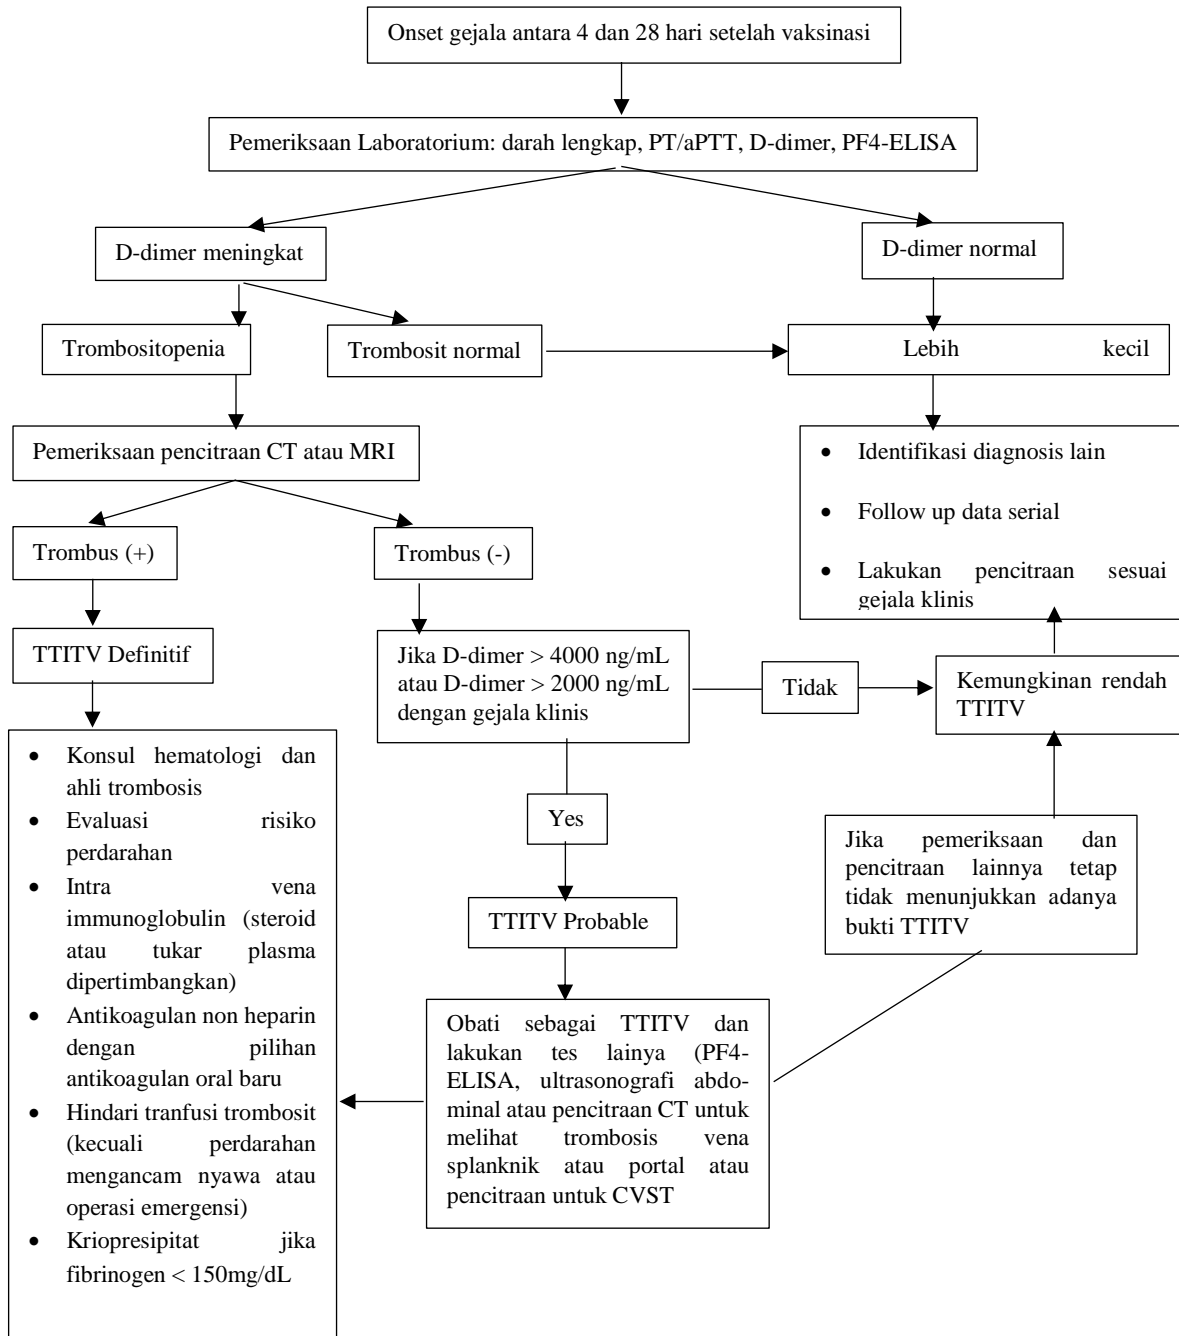 Onset gejala antara 4 dan 28 hari setelah vaksinasi
Pemeriksaan Laboratorium: darah lengkap, PT/aPTT, D-dimer, PF4-ELISA
D-dimer meningkat
D-dimer normal
Trombositopenia
Trombosit normal
Lebih kecil
Pemeriksaan pencitraan CT atau MRI
• Identifikasi diagnosis lain
• Follow up data serial
• Lakukan pencitraan sesuai
gejala klinis
Trombus (+)
Trombus (-)
TTITV Definitif
Jika D-dimer > 4000 ng/mL
atau D-dimer > 2000 ng/mL
dengan gejala klinis
Tidak
Kemungkinan rendah
TTITV
• Konsul hematologi dan
ahli trombosis
• Evaluasi risiko
perdarahan
• Intra vena
immunoglobulin (steroid
atau tukar plasma
dipertimbangkan)
• Antikoagulan non heparin
dengan pilihan
antikoagulan oral baru
• Hindari tranfusi trombosit
(kecuali perdarahan
mengancam nyawa atau
operasi emergensi)
• Kriopresipitat jika
fibrinogen < 150mg/dL
Yes
Jika pemeriksaan dan
pencitraan lainnya tetap
tidak menunjukkan adanya
bukti TTITV
TTITV Probable
Obati sebagai TTITV dan
lakukan tes lainya (PF4-
ELISA, ultrasonografi abdo-
minal atau pencitraan CT untuk
melihat trombosis vena
splanknik atau portal atau
pencitraan untuk CVST